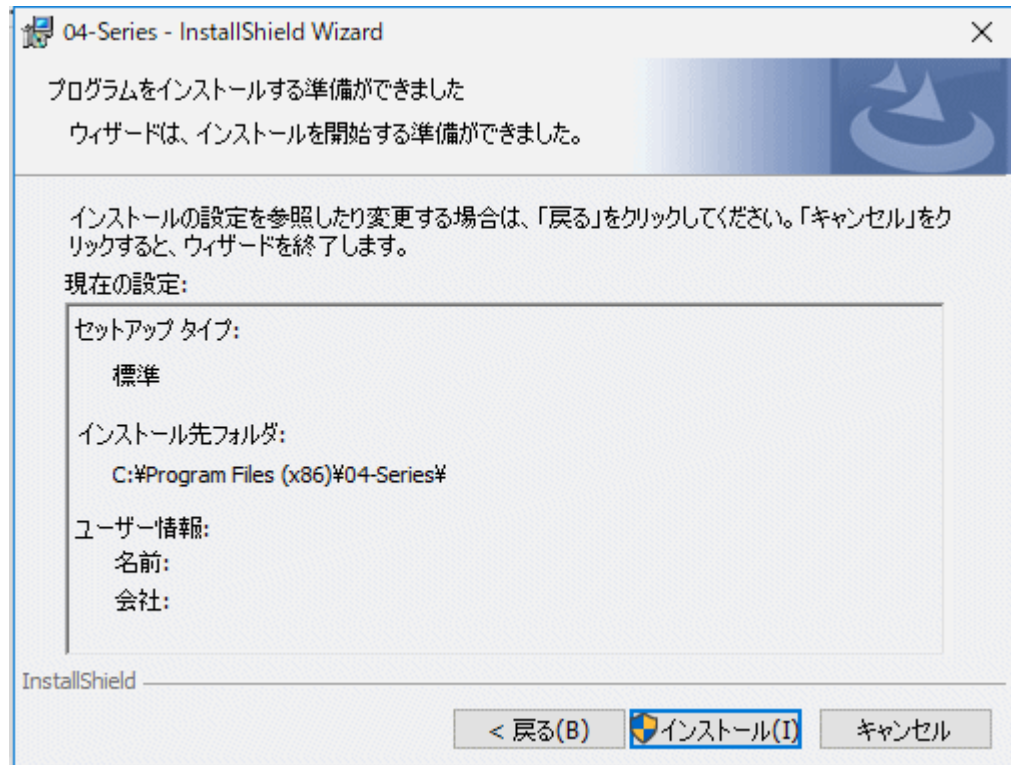 04-Series - InstallShield Wizard
プログラムをインストールする準備ができました
ウィザードは、インストールを開始する準備ができました。
インストールの設定を参照したり変更する場合は、「戻る」をクリックしてください。「キャンセル」をク
リックすると、ウィザードを終了します。
現在の設定:
セットアップ タイプ:
標準
インストール先フォルダ:
C:¥Program Files (x86)¥04-Series¥
ユーザー情報:
名前:
会社:
InstallShield
< 戻る(B)
インストール(I)
キャンセル